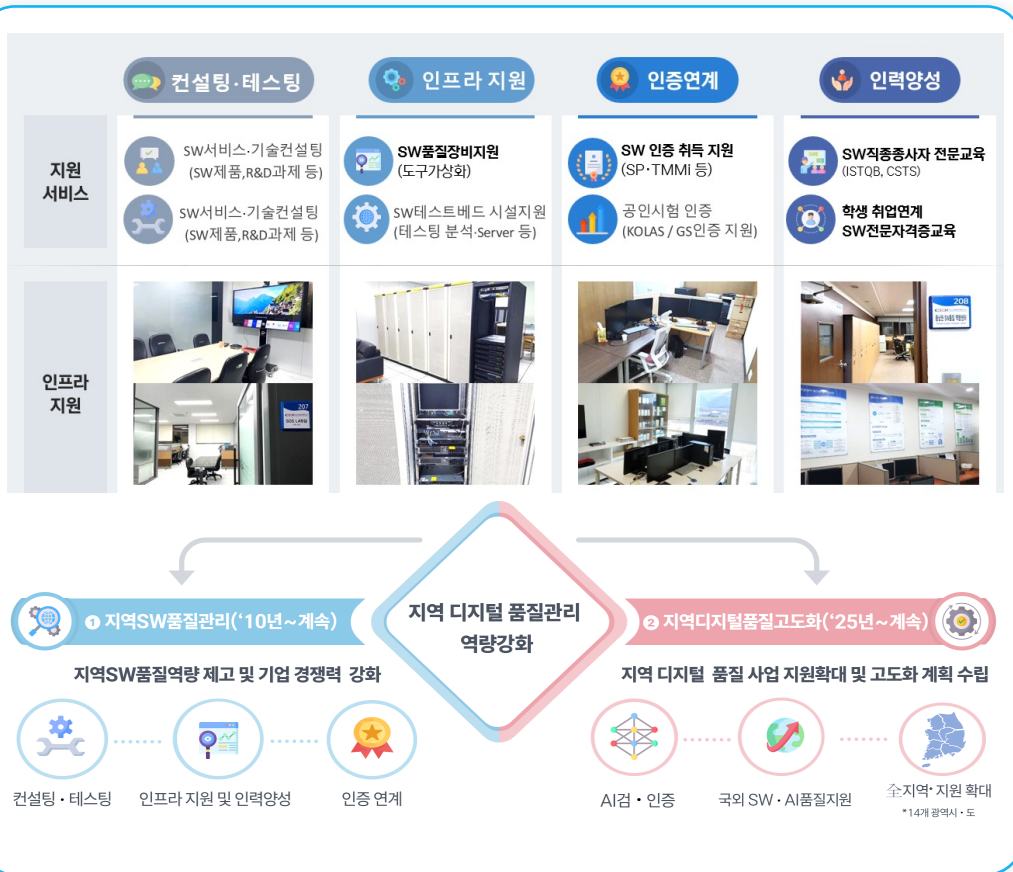 컨설팅·테스팅
인프라 지원
인증연계
인력양성
지원
서비스
SW서비스·기술컨설팅
(SW제품,R&D과제 등)
SW서비스·기술컨설팅
(SW제품,R&D과제 등)
SW품질장비지원
(도구가상화)
SW테스트베드 시설지원
(테스팅 분석·Server 등)
SW 인증 취득 지원
(SP·TMMi 등)
공인시험 인증
(KOLAS / GS인증 지원)
SW직종종사자 전문교육
(ISTQB, CSTS)
학생 취업연계
SW전문자격증교육
인프라
지원
207
208
지역 디지털 품질관리
역량강화
❶ 지역SW품질관리(‘10년~계속)
지역SW품질역량 제고 및 기업 경쟁력 강화
컨설팅・테스팅
인프라 지원 및 인력양성
인증 연계
❷ 지역디지털품질고도화(‘25년~계속)
지역 디지털 품질 사업 지원확대 및 고도화 계획 수립
AI검・인증
국외 SW・AI품질지원
全지역* 지원 확대
*14개 광역시・도